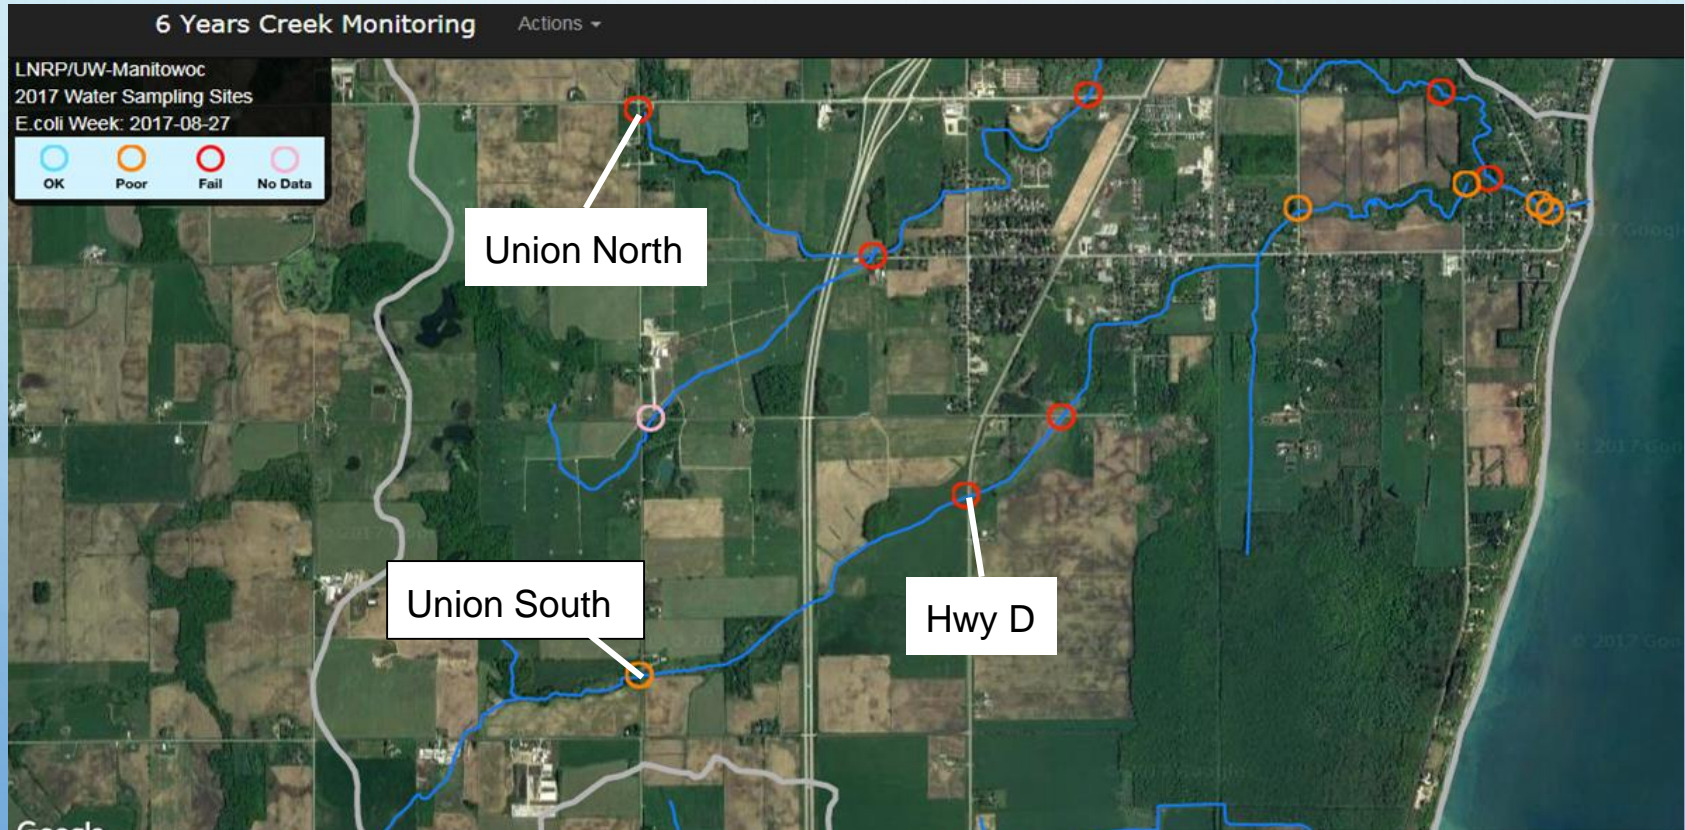 6 Years Creek Monitoring
Actions
LNRP/UW-Manitowoc
2017 Water Sampling Sites
E.coli Week: 2017-08-27
OK Poor Fail No Data
Union North
Union South
Hwy D
Google